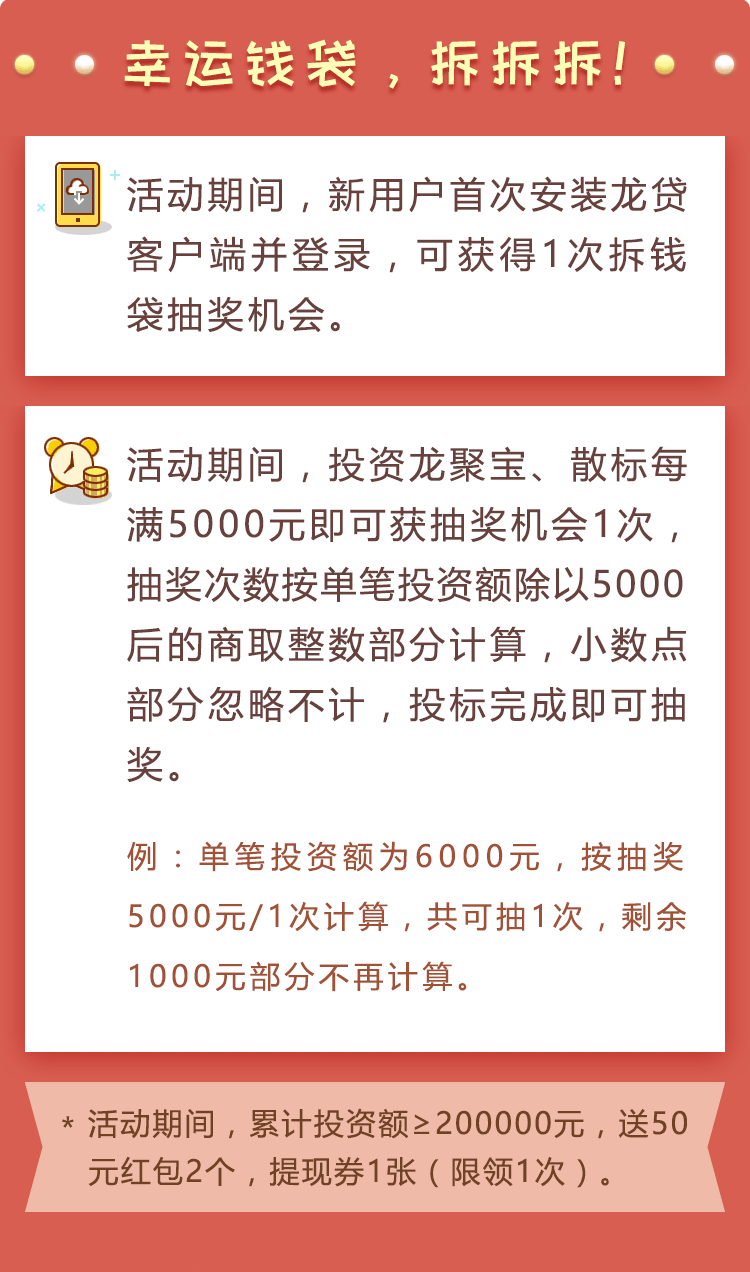 幸运钱袋，拆拆拆！
活动期间，新用户首次安装龙贷
客户端并登录，可获得1次拆钱
袋抽奖机会。
活动期间，投资龙聚宝、散标每
满5000元即可获抽奖机会1次，
抽奖次数按单笔投资额除以5000
后的商取整数部分计算，小数点
部分忽略不计，投标完成即可抽
奖。
例：单笔投资额为6000元，按抽奖
5000元/1次计算，共可抽1次，剩余
1000元部分不再计算。
* 活动期间，累计投资额≥200000元，送50
元红包2个，提现券1张（限领1次）。